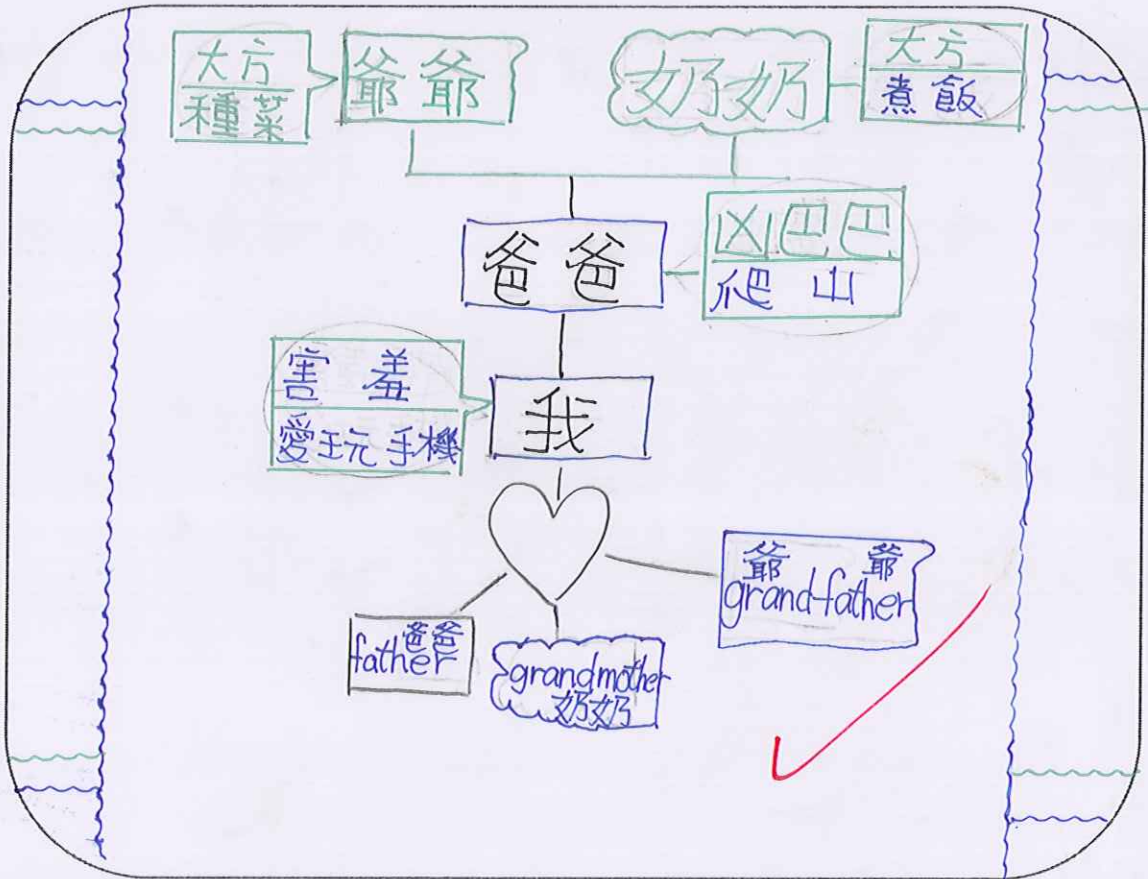 大方
種菜
爺爺
奶奶
大方
煮飯
爸爸
凶巴巴
爬山
害羞
愛玩手機
我
爺爺
grandfather
爸爸
father
grandmother
奶奶